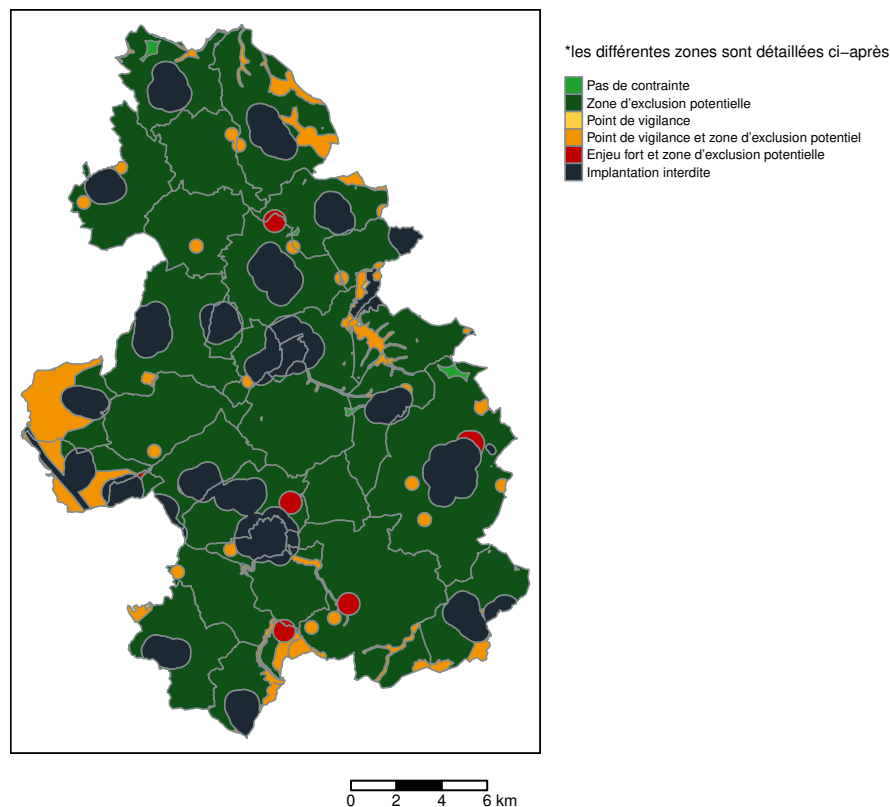 *les différentes zones sont détaillées ci−après
Pas de contrainte
Zone d'exclusion potentielle
Point de vigilance
Point de vigilance et zone d'exclusion potentiel
Enjeu fort et zone d'exclusion potentielle
Implantation interdite
0 2 4 6 km